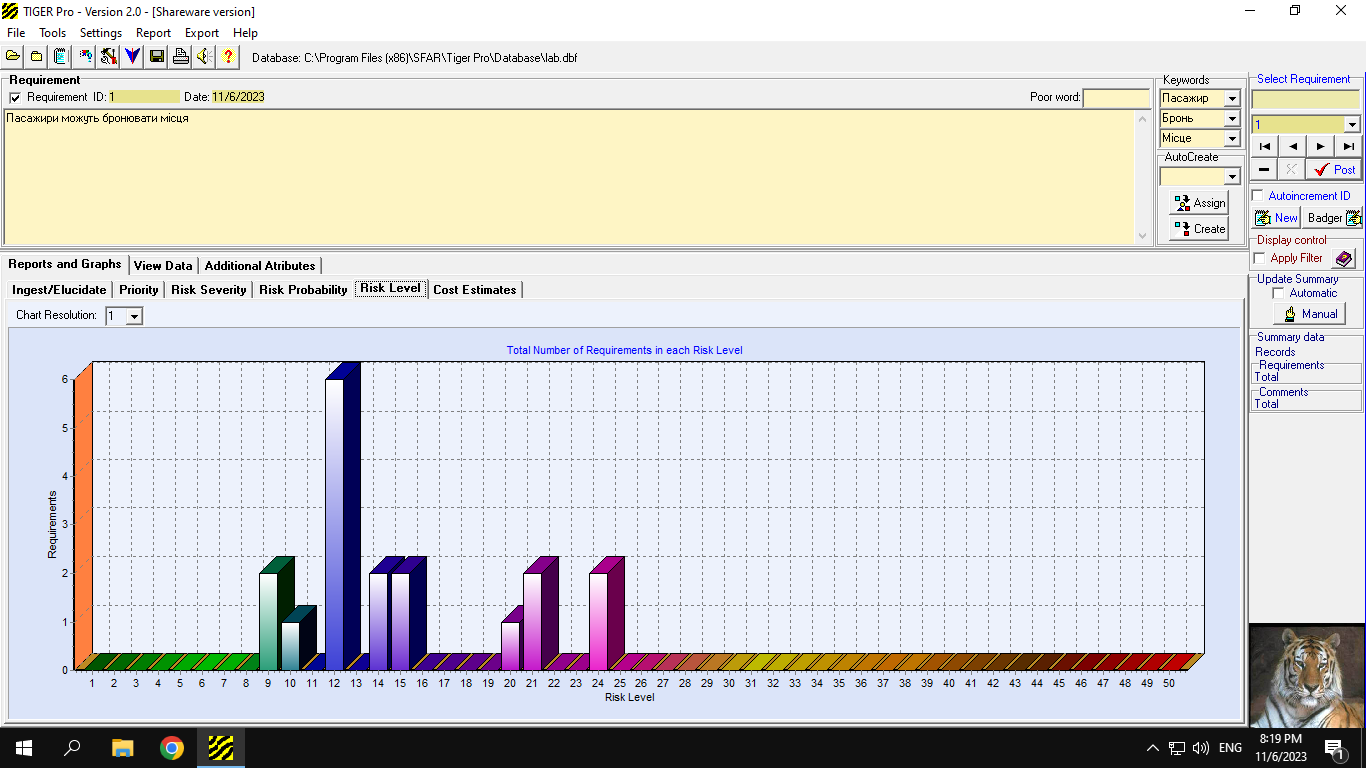 TIGER Pro - Version 2.0 - [Shareware version]
File Tools Settings Report Export Help
Database: C:\Program Files (x86)\SFAR\Tiger Pro\Database\lab.dbf
Requirement
Requirement ID: 1 Date: 11/6/2023 Poor word:
Пасажири можуть бронювати місця
Keywords
Пасажир
Бронь
Місце
AutoCreate
Assign
Create
Select Requirement
1
Post
Autoincrement ID
New Badger
Display control
Apply Filter
Update Summary
Automatic
Manual
Summary data
Records
Requirements
Total
Comments
Total
Reports and Graphs View Data Additional Atributes
Ingest/Elucidate Priority Risk Severity Risk Probability Risk Level Cost Estimates
Chart Resolution: 1
Total Number of Requirements in each Risk Level
6
5
4
3
2
1
0
Requirements
1 2 3 4 5 6 7 8 9 10 11 12 13 14 15 16 17 18 19 20 21 22 23 24 25 26 27 28 29 30 31 32 33 34 35 36 37 38 39 40 41 42 43 44 45 46 47 48 49 50
Risk Level
ENG
8:19 PM
11/6/2023
1